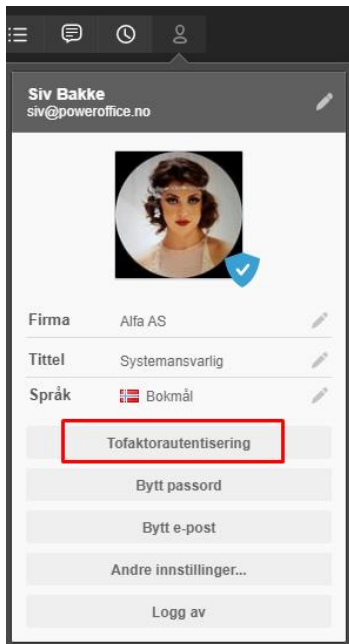 Siv Bakke
siv@poweroffice.no
Firma Alfa AS
Tittel Systemansvarlig
Språk Bokmål
Tofaktorautentisering
Bytt passord
Bytt e-post
Andre innstillinger...
Logg av